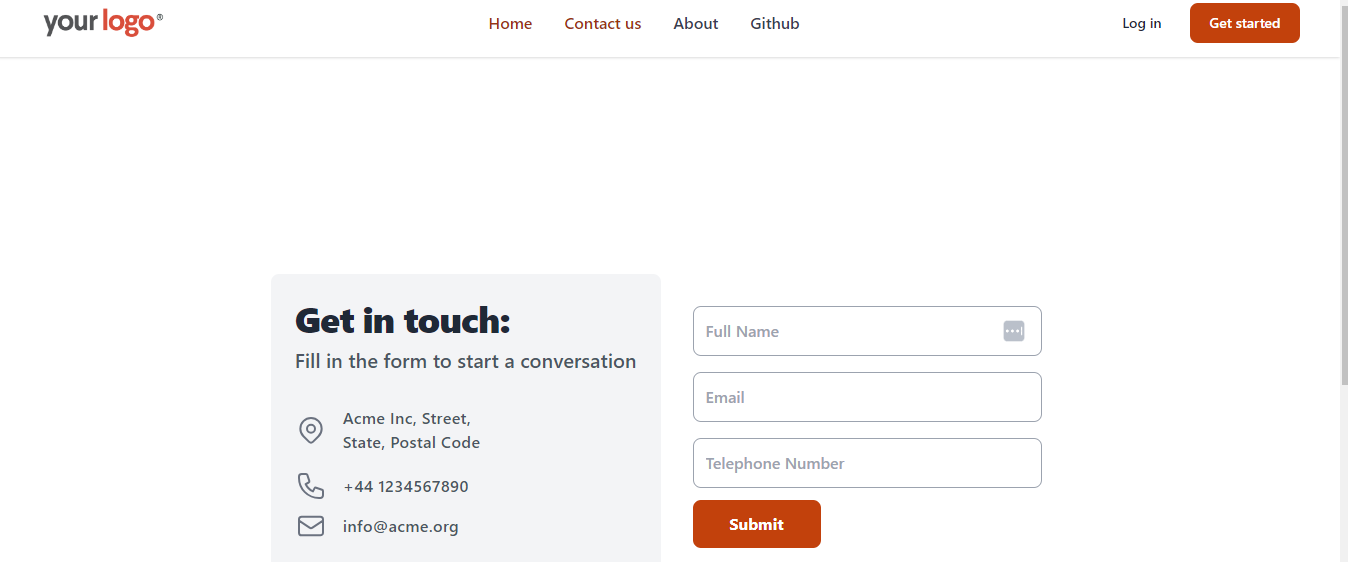 your logo®
Home
Contact us
About
Github
Log in
Get started
Get in touch:
Fill in the form to start a conversation
Acme Inc, Street,
State, Postal Code
+44 1234567890
info@acme.org
Full Name
Email
Telephone Number
Submit